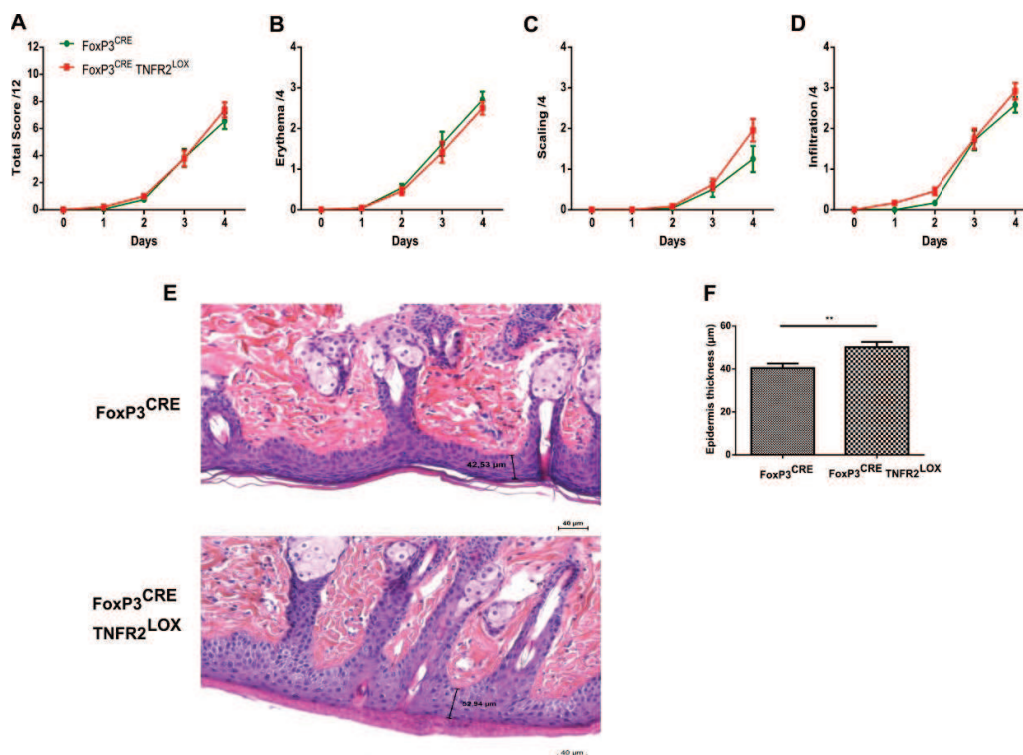 A
B
C
D
FoxP3CRE
FoxP3CRE TNFR2LOX
Total Score /12
12
10
8
6
4
2
0
0 1 2 3 4
Days
Erythema /4
4
3
2
1
0
0 1 2 3 4
Days
Scaling /4
4
3
2
1
0
0 1 2 3 4
Days
Infiltration /4
4
3
2
1
0
0 1 2 3 4
Days
E
FoxP3CRE
42,53 µm
40 µm
FoxP3CRE
TNFR2LOX
52,94 µm
40 µm
F
**
Epidermis thickness (µm)
60
40
20
0
FoxP3CRE
FoxP3CRE TNFR2LOX